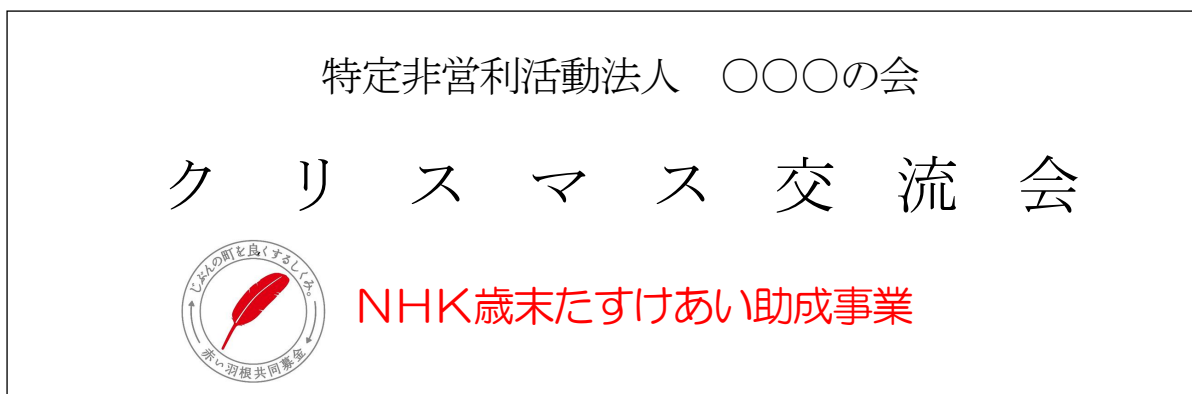 特定非営利活動法人　○○○の会
クリスマス交流会
じぶんの町を良くするしくみ。
赤い羽根共同募金
NHK歳末たすけあい助成事業